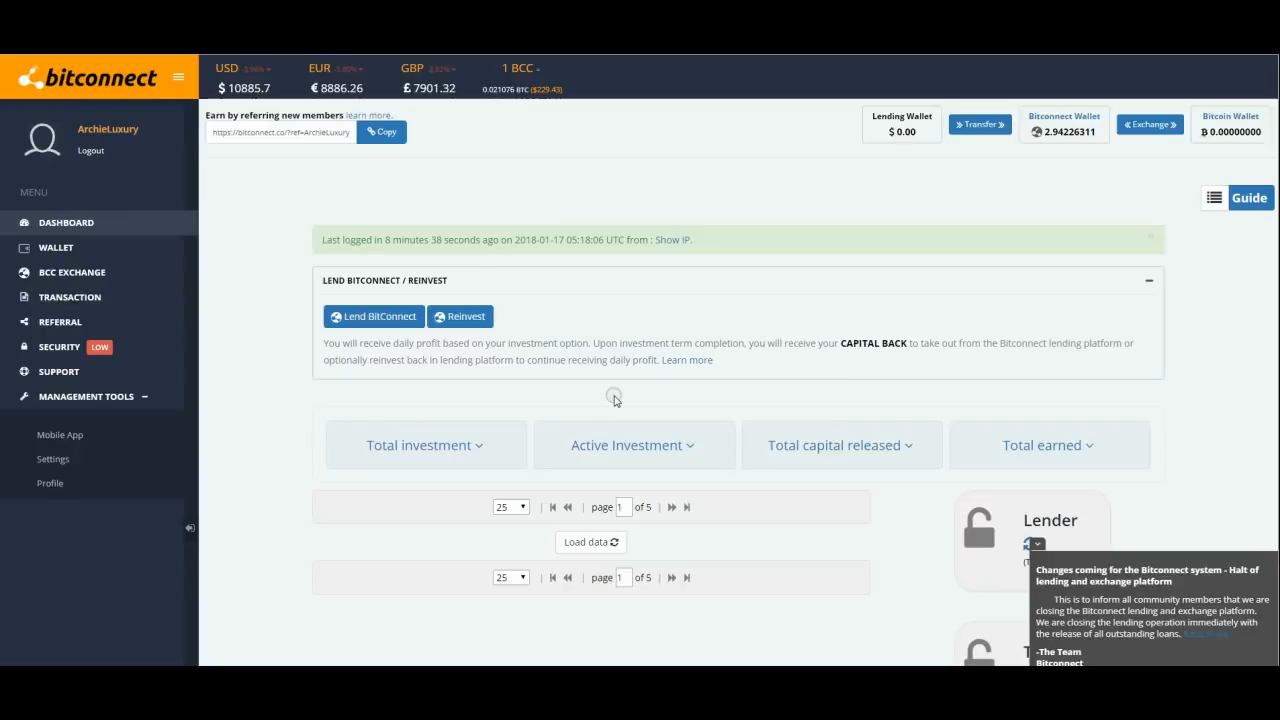 bitconnect
USD -3.56%
$ 10885.7
EUR -3.80%
€ 8886.26
GBP -2.82%
£ 7901.32
1 BCC -
0.021076 BTC ($229.43)
ArchieLuxury
Logout
MENU
DASHBOARD
WALLET
BCC EXCHANGE
TRANSACTION
REFERRAL
SECURITY LOW
SUPPORT
MANAGEMENT TOOLS
Mobile App
Settings
Profile
Earn by referring new members learn more.
https://bitconnect.co/?ref=ArchieLuxury Copy
Lending Wallet
$ 0.00
Transfer
Bitconnect Wallet
2.94226311
Exchange
Bitcoin Wallet
฿ 0.00000000
Guide
Last logged in 8 minutes 38 seconds ago on 2018-01-17 05:18:06 UTC from : Show IP.
LEND BITCONNECT / REINVEST
Lend BitConnect Reinvest
You will receive daily profit based on your investment option. Upon investment term completion, you will receive your CAPITAL BACK to take out from the Bitconnect lending platform or
optionally reinvest back in lending platform to continue receiving daily profit. Learn more
Total investment
Active Investment
Total capital released
Total earned
25 page 1 of 5
Load data
25 page 1 of 5
Lender
Changes coming for the Bitconnect system - Halt of
lending and exchange platform
This is to inform all community members that we are
closing the Bitconnect lending and exchange platform.
We are closing the lending operation immediately with
the release of all outstanding loans.
-The Team
Bitconnect